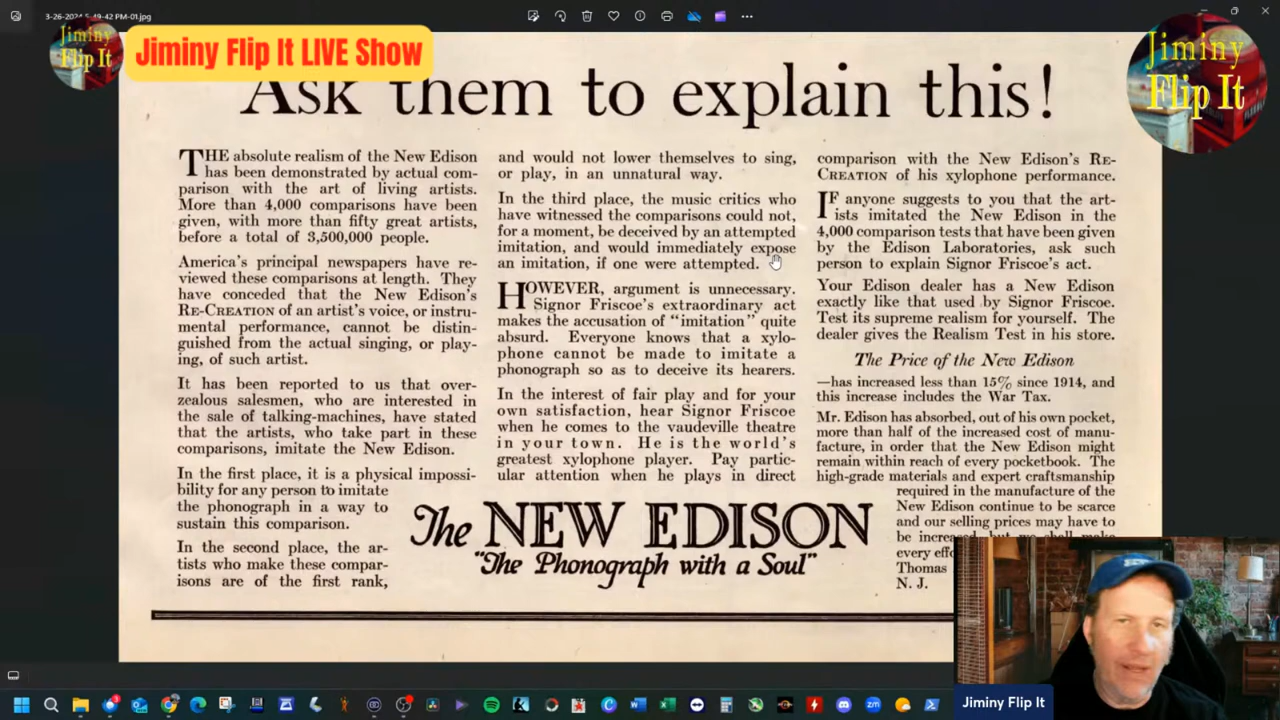 3-26-2024 5-49-42 PM-01.jpg
Jiminy
Flip It
Jiminy Flip It LIVE Show
Jiminy
Flip It
Ask them to explain this!
THE absolute realism of the New Edison
has been demonstrated by actual com-
parison with the art of living artists.
More than 4,000 comparisons have been
given, with more than fifty great artists,
before a total of 3,500,000 people.
America's principal newspapers have re-
viewed these comparisons at length. They
have conceded that the New Edison's
RE-CREATION of an artist's voice, or instru-
mental performance, cannot be distin-
guished from the actual singing, or play-
ing, of such artist.
It has been reported to us that over-
zealous salesmen, who are interested in
the sale of talking-machines, have stated
that the artists, who take part in these
comparisons, imitate the New Edison.
In the first place, it is a physical impossi-
bility for any person to imitate
the phonograph in a way to
sustain this comparison.
In the second place, the ar-
tists who make these compar-
isons are of the first rank,
and would not lower themselves to sing,
or play, in an unnatural way.
In the third place, the music critics who
have witnessed the comparisons could not,
for a moment, be deceived by an attempted
imitation, and would immediately expose
an imitation, if one were attempted.
HOWEVER, argument is unnecessary.
Signor Friscoe's extraordinary act
makes the accusation of "imitation" quite
absurd. Everyone knows that a xylo-
phone cannot be made to imitate a
phonograph so as to deceive its hearers.
In the interest of fair play and for your
own satisfaction, hear Signor Friscoe
when he comes to the vaudeville theatre
in your town. He is the world's
greatest xylophone player. Pay partic-
ular attention when he plays in direct
comparison with the New Edison's RE-
CREATION of his xylophone performance.
IF anyone suggests to you that the art-
ists imitated the New Edison in the
4,000 comparison tests that have been given
by the Edison Laboratories, ask such
person to explain Signor Friscoe's act.
Your Edison dealer has a New Edison
exactly like that used by Signor Friscoe.
Test its supreme realism for yourself. The
dealer gives the Realism Test in his store.
The Price of the New Edison
—has increased less than 15% since 1914, and
this increase includes the War Tax.
Mr. Edison has absorbed, out of his own pocket,
more than half of the increased cost of manu-
facture, in order that the New Edison might
remain within reach of every pocketbook. The
high-grade materials and expert craftsmanship
required in the manufacture of the
New Edison continue to be scarce
and our selling prices may have to
be increased, but we shall make
every
Thomas
N. J.
The NEW EDISON
"The Phonograph with a Soul"
Jiminy Flip It